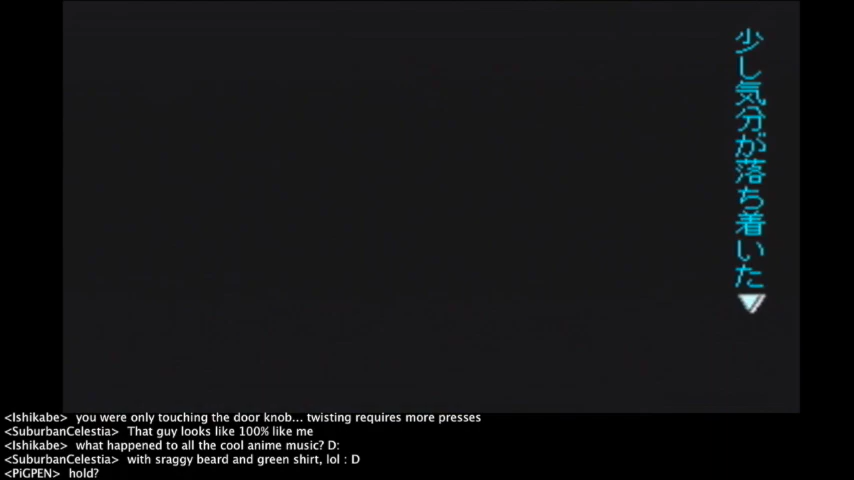 少し気分が落ち着いた
<Ishikabe> you were only touching the door knob... twisting requires more presses
<SuburbanCelestia> That guy looks like 100% like me
<Ishikabe> what happened to all the cool anime music? D:
<SuburbanCelestia> with sraggy beard and green shirt, lol : D
<PiGPEN> hold?